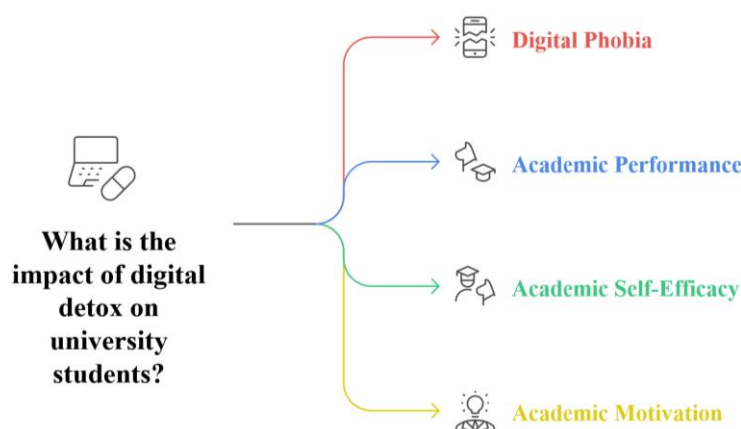 What is the
impact of digital
detox on
university
students?
Digital Phobia
Academic Performance
Academic Self-Efficacy
Academic Motivation